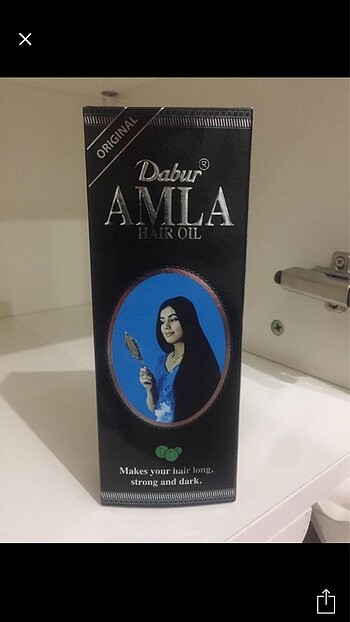 ORIGINAL
Dabur®
AMLA
HAIR OIL
Makes your hair long,
strong and dark.